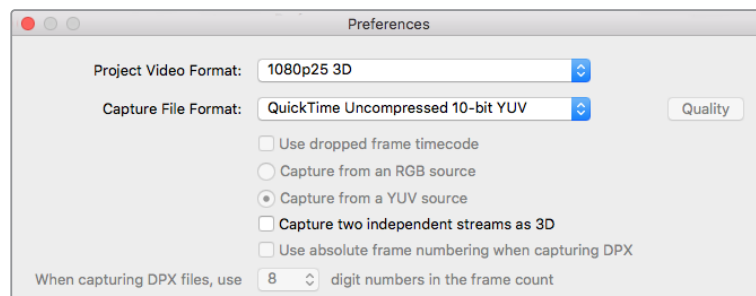 Preferences
Project Video Format: 1080p25 3D
Capture File Format: QuickTime Uncompressed 10-bit YUV Quality
Use dropped frame timecode
Capture from an RGB source
Capture from a YUV source
Capture two independent streams as 3D
Use absolute frame numbering when capturing DPX
When capturing DPX files, use 8 digit numbers in the frame count